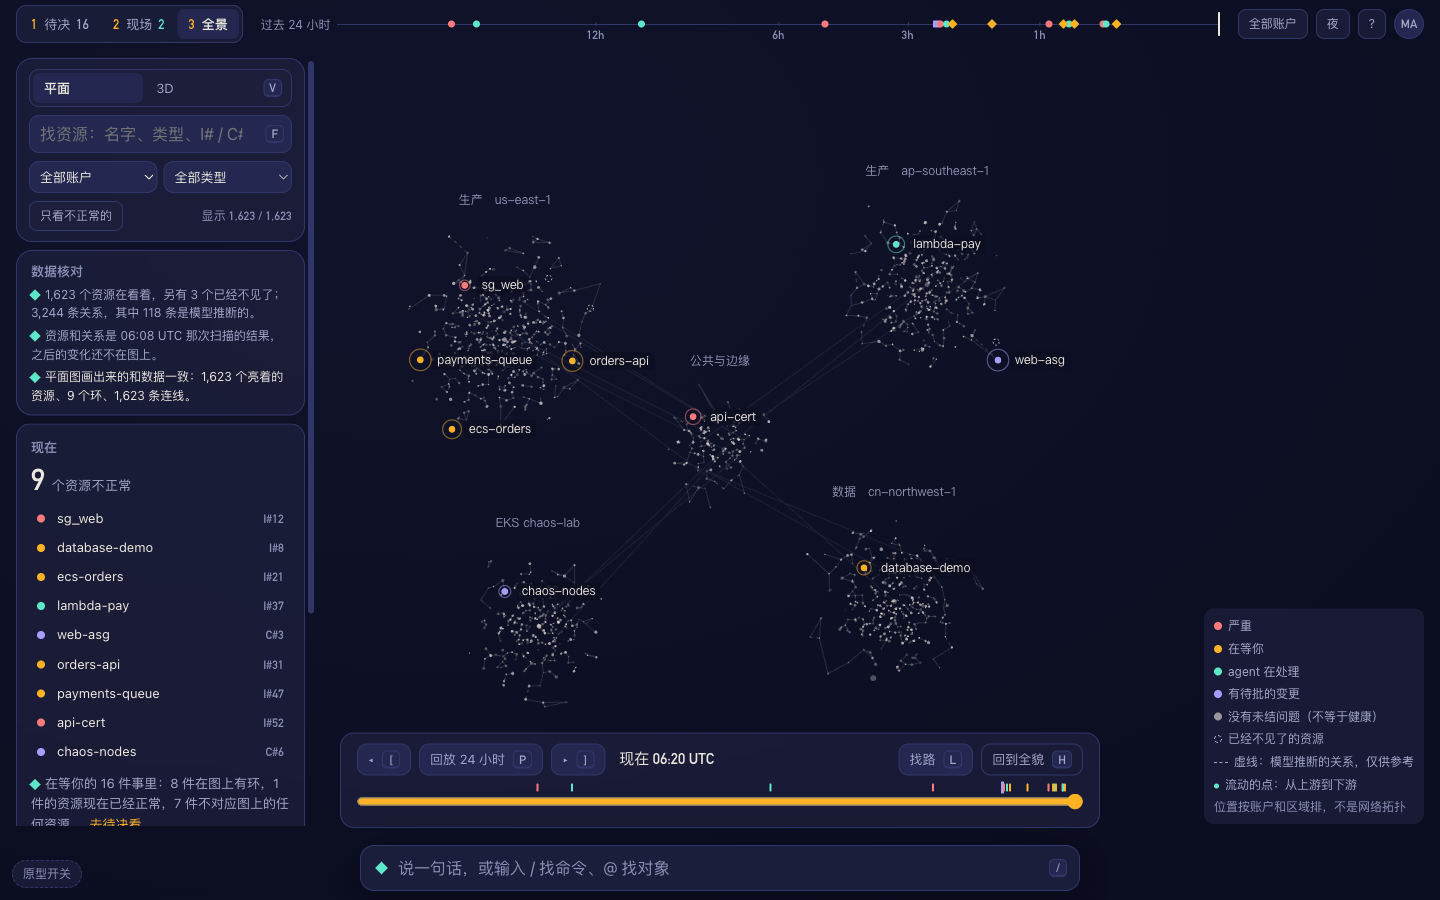 1 待决 16 2 现场 2 3 全景
过去 24 小时
12h 6h 3h 1h
全部账户 夜 ? MA
平面 3D V
找资源：名字、类型、I# / C# F
全部账户 全部类型
只看不正常的 显示 1,623 / 1,623
数据核对
1,623 个资源在看着，另有 3 个已经不见了；
3,244 条关系，其中 118 条是模型推断的。
资源和关系是 06:08 UTC 那次扫描的结果，
之后的变化还不在图上。
平面图画出来的和数据一致：1,623 个亮着的
资源、9 个环、1,623 条连线。
现在
9 个资源不正常
sg_web I#12
database-demo I#8
ecs-orders I#21
lambda-pay I#37
web-asg C#3
orders-api I#31
payments-queue I#47
api-cert I#52
chaos-nodes C#6
在等你的 16 件事里：8 件在图上有环，1
件的资源现在已经正常，7 件不对应图上的任
何资源。 去待决看
原型开关
生产 us-east-1
sg_web
payments-queue
orders-api
ecs-orders
生产 ap-southeast-1
lambda-pay
web-asg
公共与边缘
api-cert
EKS chaos-lab
chaos-nodes
数据 cn-northwest-1
database-demo
[ 回放 24 小时 P ] 现在 06:20 UTC 找路 L 回到全貌 H
说一句话，或输入 / 找命令、@ 找对象 /
严重
在等你
agent 在处理
有待批的变更
没有未结问题（不等于健康）
已经不见了的资源
虚线：模型推断的关系，仅供参考
流动的点：从上游到下游
位置按账户和区域排，不是网络拓扑